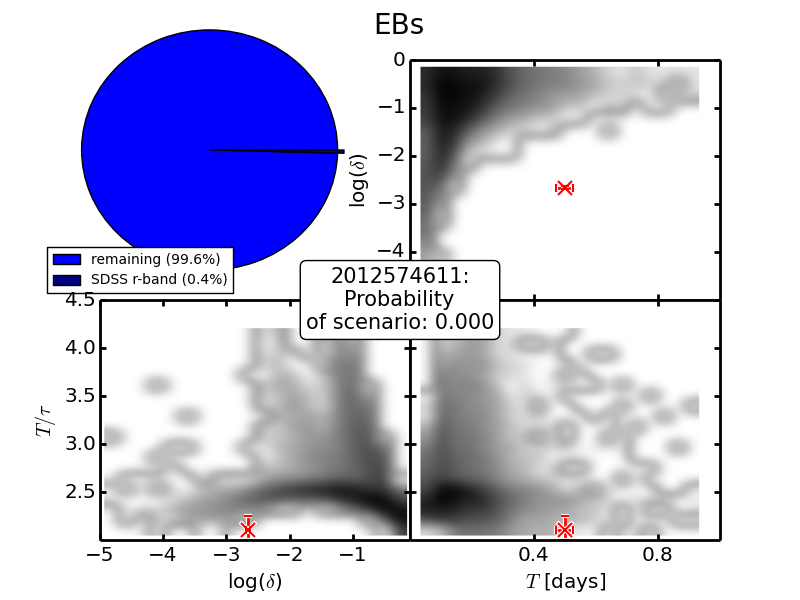 EBs
remaining (99.6%)
SDSS r-band (0.4%)
0
−1
−2
−3
−4
log(δ)
2012574611:
Probability
of scenario: 0.000
4.5
4.0
3.5
3.0
2.5
T/τ
−5
−4
−3
−2
−1
log(δ)
0.4
0.8
T [days]